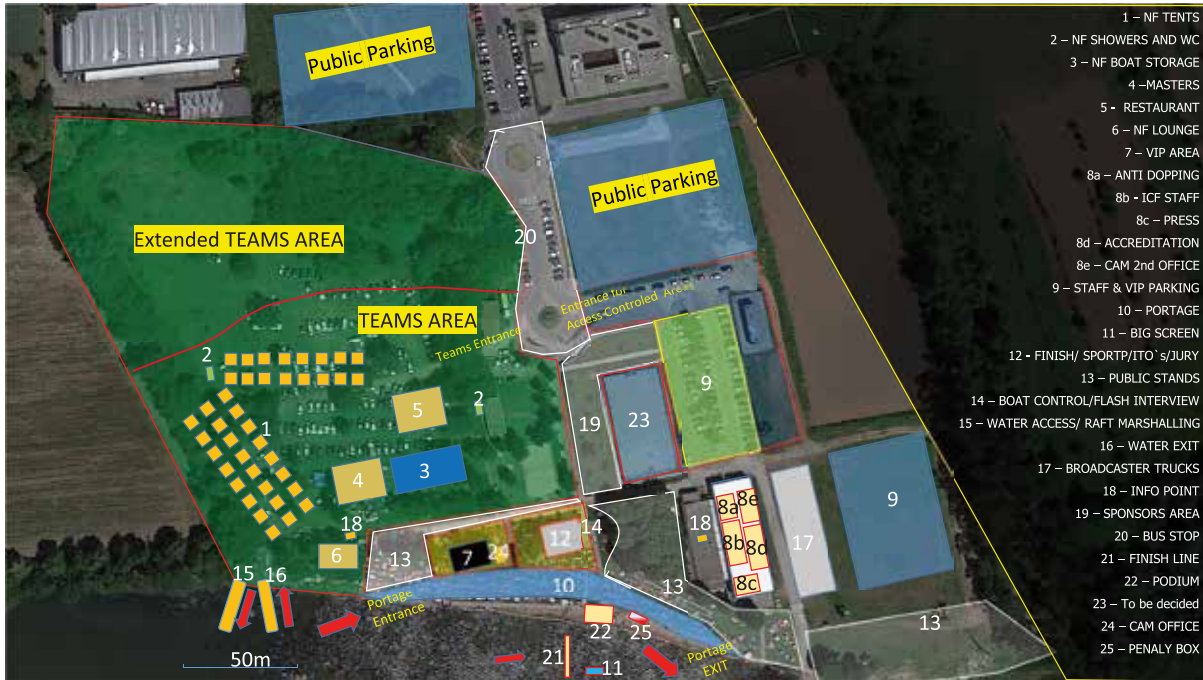 Public Parking
Public Parking
Extended TEAMS AREA
20
Entrance for
Access Controled Areas
TEAMS AREA
Teams Entrance
2
9
5
2
23
19
1
3
4
9
8a
8e
18
14
18
17
12
8b
8d
24
7
6
13
15
16
10
13
8c
Portage
Entrance
13
22
25
21
11
Portage
EXIT
50m
1 – NF TENTS
2 – NF SHOWERS AND WC
3 – NF BOAT STORAGE
4 –MASTERS
5 - RESTAURANT
6 – NF LOUNGE
7 – VIP AREA
8a – ANTI DOPPING
8b - ICF STAFF
8c – PRESS
8d – ACCREDITATION
8e – CAM 2nd OFFICE
9 – STAFF & VIP PARKING
10 – PORTAGE
11 – BIG SCREEN
12 - FINISH/ SPORTP/ITO`s/JURY
13 – PUBLIC STANDS
14 – BOAT CONTROL/FLASH INTERVIEW
15 – WATER ACCESS/ RAFT MARSHALLING
16 – WATER EXIT
17 – BROADCASTER TRUCKS
18 – INFO POINT
19 – SPONSORS AREA
20 – BUS STOP
21 – FINISH LINE
22 – PODIUM
23 – To be decided
24 – CAM OFFICE
25 – PENALY BOX